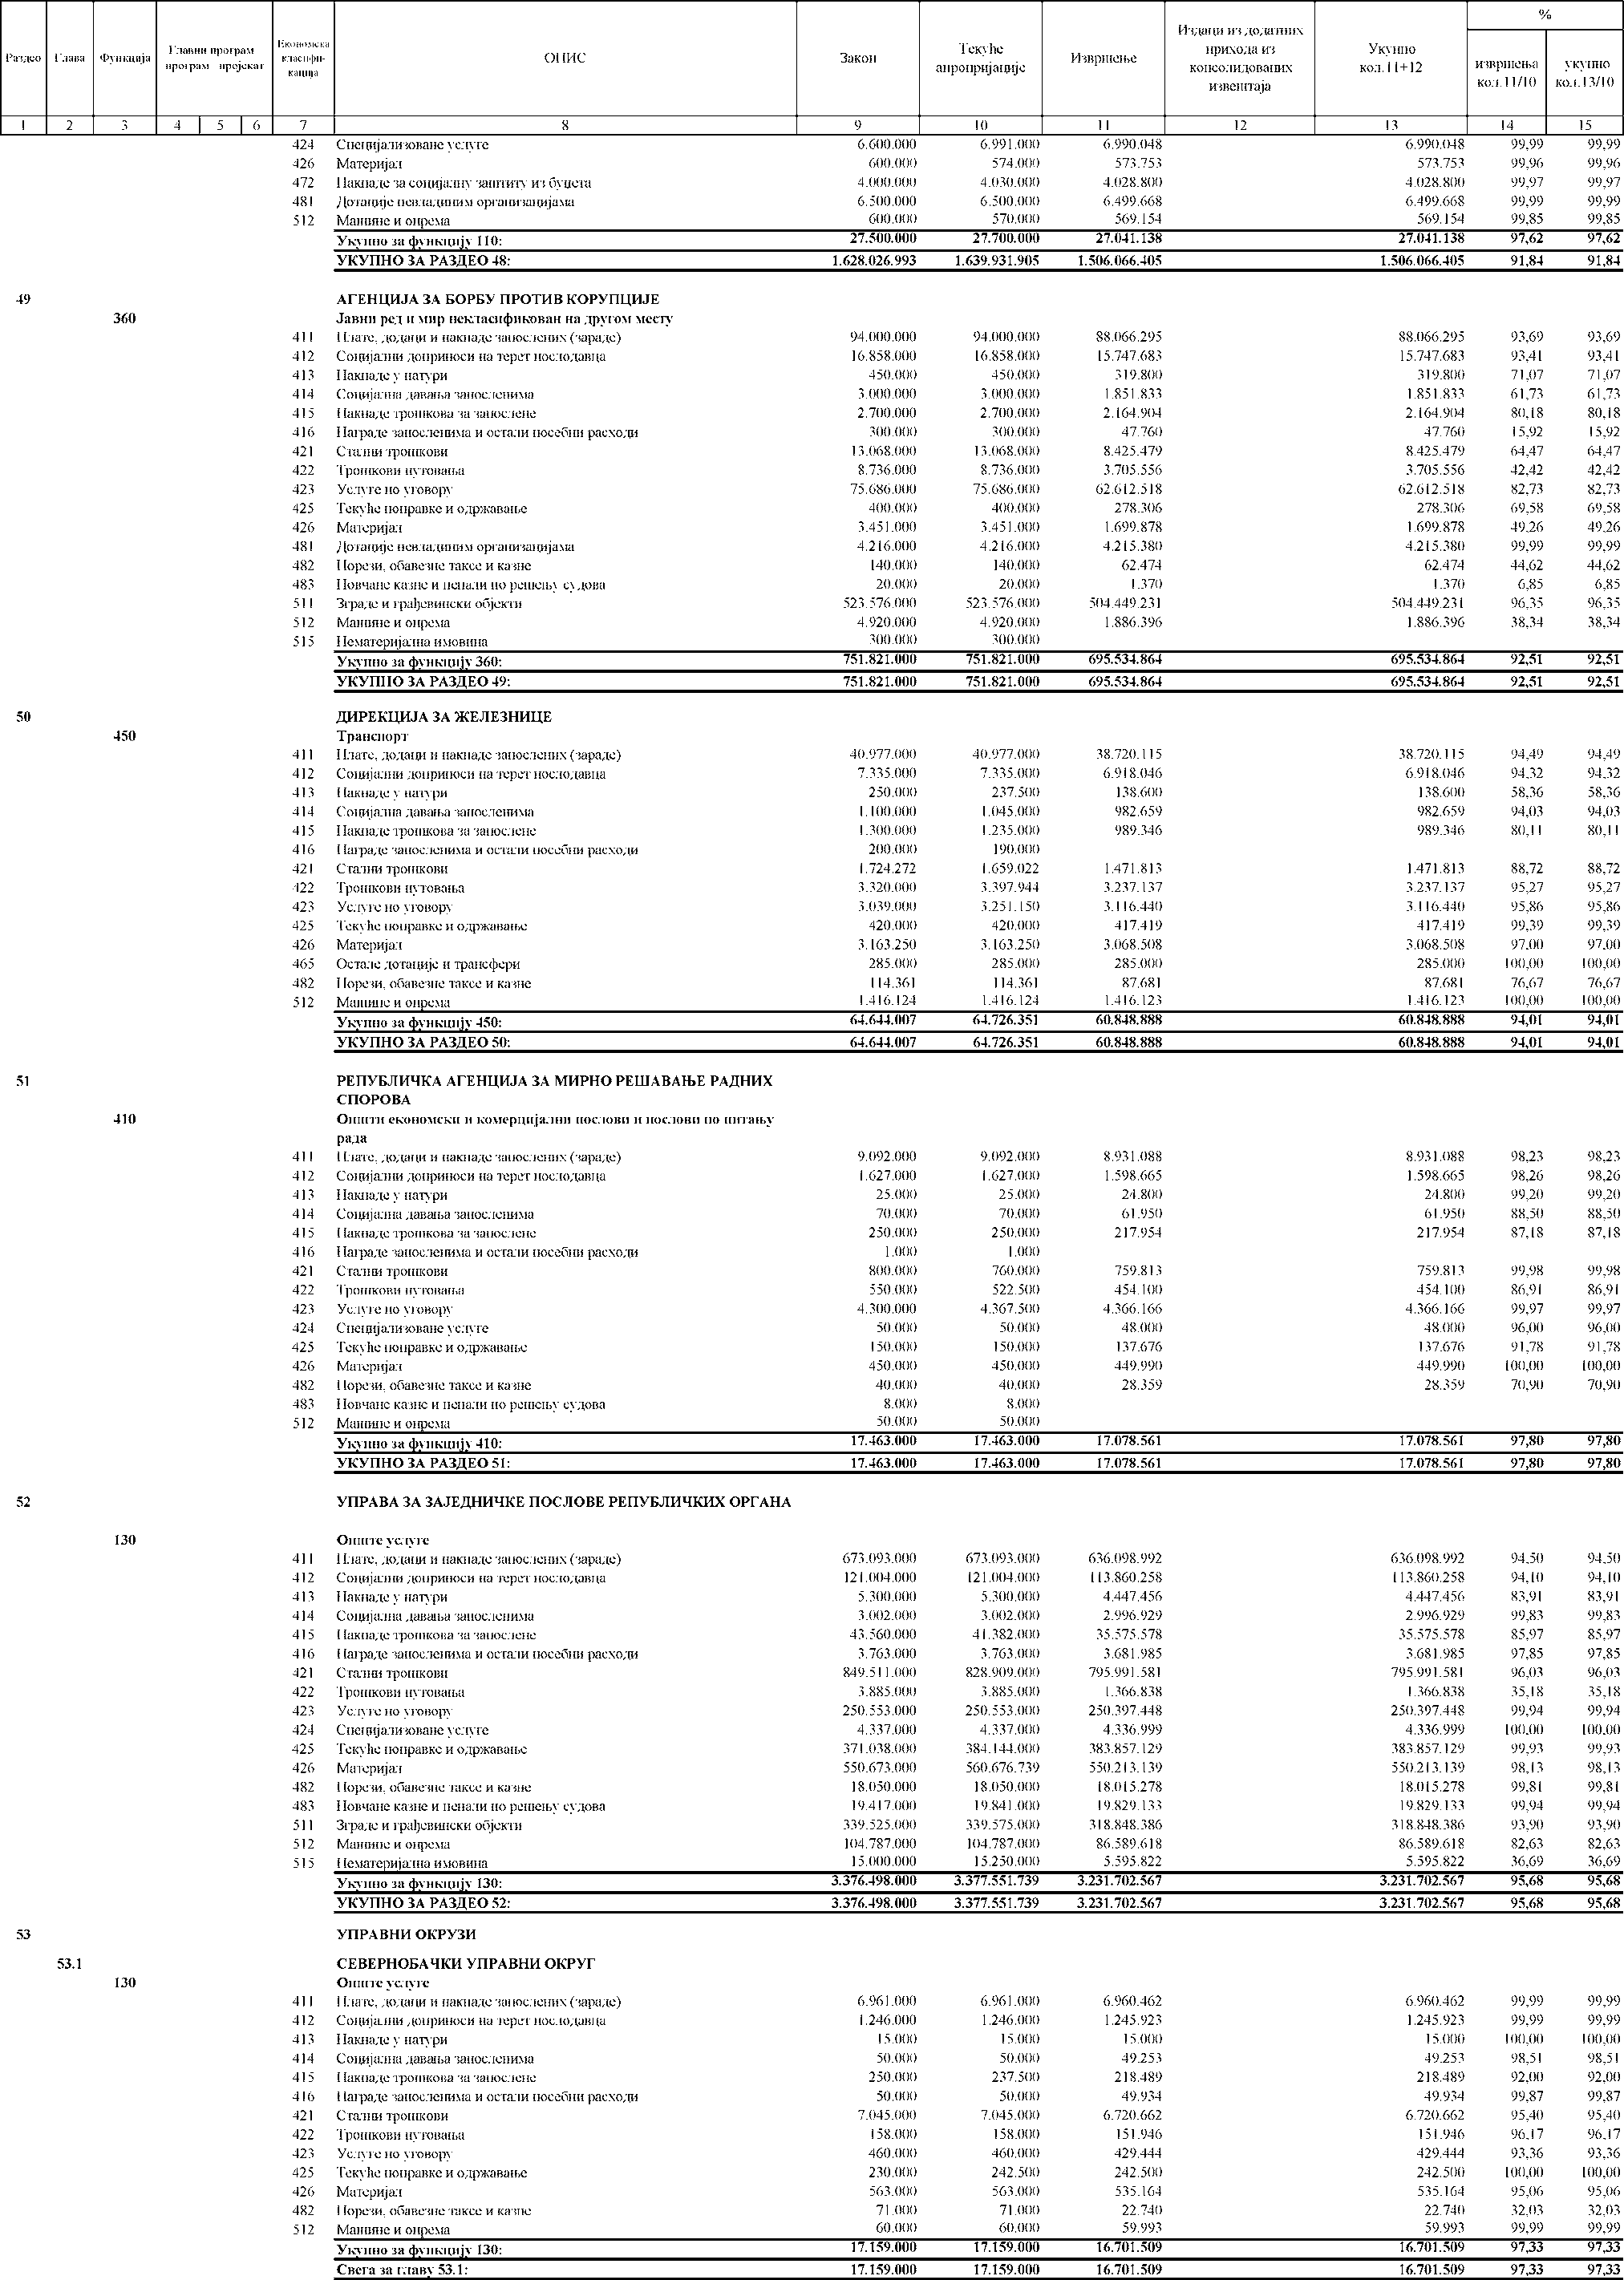 Раздео Глава Функција Главни програм програм пројекат Економска класифи-кација ОПИС Закон Текуће апропријације Извршење Издаци из додатних прихода из консолидованих извештаја Укупно кол.11+12 % извршења кол.11/10 укупно кол.13/10
1 2 3 4 5 6 7 8 9 10 11 12 13 14 15
424 Специјализоване услуге 6.600.000 6.991.000 6.990.048 6.990.048 99,99 99,99
426 Материјал 600.000 574.000 573.753 573.753 99,96 99,96
472 Накнаде за социјалну заштиту из буџета 4.000.000 4.030.000 4.028.800 4.028.800 99,97 99,97
481 Дотације невладиним организацијама 6.500.000 6.500.000 6.499.668 6.499.668 99,99 99,99
512 Машине и опрема 600.000 570.000 569.154 569.154 99,85 99,85
Укупно за функцију 110: 27.500.000 27.700.000 27.041.138 27.041.138 97,62 97,62
УКУПНО ЗА РАЗДЕО 48: 1.628.026.993 1.639.931.905 1.506.066.405 1.506.066.405 91,84 91,84
49 АГЕНЦИЈА ЗА БОРБУ ПРОТИВ КОРУПЦИЈЕ
360 Јавни ред и мир некласификован на другом месту
411 Плате, додаци и накнаде запослених (зараде) 94.000.000 94.000.000 88.066.295 88.066.295 93,69 93,69
412 Социјални доприноси на терет послодавца 16.858.000 16.858.000 15.747.683 15.747.683 93,41 93,41
413 Накнаде у натури 450.000 450.000 319.800 319.800 71,07 71,07
414 Социјална давања запосленима 3.000.000 3.000.000 1.851.833 1.851.833 61,73 61,73
415 Накнаде трошкова за запослене 2.700.000 2.700.000 2.164.904 2.164.904 80,18 80,18
416 Награде запосленима и остали посебни расходи 300.000 300.000 47.760 47.760 15,92 15,92
421 Стални трошкови 13.068.000 13.068.000 8.425.479 8.425.479 64,47 64,47
422 Трошкови путовања 8.736.000 8.736.000 3.705.556 3.705.556 42,42 42,42
423 Услуге по уговору 75.686.000 75.686.000 62.612.518 62.612.518 82,73 82,73
425 Текуће поправке и одржавање 400.000 400.000 278.306 278.306 69,58 69,58
426 Материјал 3.451.000 3.451.000 1.699.878 1.699.878 49,26 49,26
481 Дотације невладиним организацијама 4.216.000 4.216.000 4.215.380 4.215.380 99,99 99,99
482 Порези, обавезне таксе и казне 140.000 140.000 62.474 62.474 44,62 44,62
483 Новчане казне и пенали по решењу судова 20.000 20.000 1.370 1.370 6,85 6,85
511 Зграде и грађевински објекти 523.576.000 523.576.000 504.449.231 504.449.231 96,35 96,35
512 Машине и опрема 4.920.000 4.920.000 1.886.396 1.886.396 38,34 38,34
515 Нематеријална имовина 300.000 300.000
Укупно за функцију 360: 751.821.000 751.821.000 695.534.864 695.534.864 92,51 92,51
УКУПНО ЗА РАЗДЕО 49: 751.821.000 751.821.000 695.534.864 695.534.864 92,51 92,51
50 ДИРЕКЦИЈА ЗА ЖЕЛЕЗНИЦЕ
450 Транспорт
411 Плате, додаци и накнаде запослених (зараде) 40.977.000 40.977.000 38.720.115 38.720.115 94,49 94,49
412 Социјални доприноси на терет послодавца 7.335.000 7.335.000 6.918.046 6.918.046 94,32 94,32
413 Накнаде у натури 250.000 237.500 138.600 138.600 58,36 58,36
414 Социјална давања запосленима 1.100.000 1.045.000 982.659 982.659 94,03 94,03
415 Накнаде трошкова за запослене 1.300.000 1.235.000 989.346 989.346 80,11 80,11
416 Награде запосленима и остали посебни расходи 200.000 190.000
421 Стални трошкови 1.724.272 1.659.022 1.471.813 1.471.813 88,72 88,72
422 Трошкови путовања 3.320.000 3.397.944 3.237.137 3.237.137 95,27 95,27
423 Услуге по уговору 3.039.000 3.251.150 3.116.440 3.116.440 95,86 95,86
425 Текуће поправке и одржавање 420.000 420.000 417.419 417.419 99,39 99,39
426 Материјал 3.163.250 3.163.250 3.068.508 3.068.508 97,00 97,00
465 Остале дотације и трансфери 285.000 285.000 285.000 285.000 100,00 100,00
482 Порези, обавезне таксе и казне 114.361 114.361 87.681 87.681 76,67 76,67
512 Машине и опрема 1.416.124 1.416.124 1.416.123 1.416.123 100,00 100,00
Укупно за функцију 450: 64.644.007 64.726.351 60.848.888 60.848.888 94,01 94,01
УКУПНО ЗА РАЗДЕО 50: 64.644.007 64.726.351 60.848.888 60.848.888 94,01 94,01
51 РЕПУБЛИЧКА АГЕНЦИЈА ЗА МИРНО РЕШАВАЊЕ РАДНИХ
СПОРОВА
410 Општи економски и комерцијални послови и послови по питању
рада
411 Плате, додаци и накнаде запослених (зараде) 9.092.000 9.092.000 8.931.088 8.931.088 98,23 98,23
412 Социјални доприноси на терет послодавца 1.627.000 1.627.000 1.598.665 1.598.665 98,26 98,26
413 Накнаде у натури 25.000 25.000 24.800 24.800 99,20 99,20
414 Социјална давања запосленима 70.000 70.000 61.950 61.950 88,50 88,50
415 Накнаде трошкова за запослене 250.000 250.000 217.954 217.954 87,18 87,18
416 Награде запосленима и остали посебни расходи 1.000 1.000
421 Стални трошкови 800.000 760.000 759.813 759.813 99,98 99,98
422 Трошкови путовања 550.000 522.500 454.100 454.100 86,91 86,91
423 Услуге по уговору 4.300.000 4.367.500 4.366.166 4.366.166 99,97 99,97
424 Специјализоване услуге 50.000 50.000 48.000 48.000 96,00 96,00
425 Текуће поправке и одржавање 150.000 150.000 137.676 137.676 91,78 91,78
426 Материјал 450.000 450.000 449.990 449.990 100,00 100,00
482 Порези, обавезне таксе и казне 40.000 40.000 28.359 28.359 70,90 70,90
483 Новчане казне и пенали по решењу судова 8.000 8.000
512 Машине и опрема 50.000 50.000
Укупно за функцију 410: 17.463.000 17.463.000 17.078.561 17.078.561 97,80 97,80
УКУПНО ЗА РАЗДЕО 51: 17.463.000 17.463.000 17.078.561 17.078.561 97,80 97,80
52 УПРАВА ЗА ЗАЈЕДНИЧКЕ ПОСЛОВЕ РЕПУБЛИЧКИХ ОРГАНА
130 Опште услуге
411 Плате, додаци и накнаде запослених (зараде) 673.093.000 673.093.000 636.098.992 636.098.992 94,50 94,50
412 Социјални доприноси на терет послодавца 121.004.000 121.004.000 113.860.258 113.860.258 94,10 94,10
413 Накнаде у натури 5.300.000 5.300.000 4.447.456 4.447.456 83,91 83,91
414 Социјална давања запосленима 3.002.000 3.002.000 2.996.929 2.996.929 99,83 99,83
415 Накнаде трошкова за запослене 43.560.000 41.382.000 35.575.578 35.575.578 85,97 85,97
416 Награде запосленима и остали посебни расходи 3.763.000 3.763.000 3.681.985 3.681.985 97,85 97,85
421 Стални трошкови 849.511.000 828.909.000 795.991.581 795.991.581 96,03 96,03
422 Трошкови путовања 3.885.000 3.885.000 1.366.838 1.366.838 35,18 35,18
423 Услуге по уговору 250.553.000 250.553.000 250.397.448 250.397.448 99,94 99,94
424 Специјализоване услуге 4.337.000 4.337.000 4.336.999 4.336.999 100,00 100,00
425 Текуће поправке и одржавање 371.038.000 384.144.000 383.857.129 383.857.129 99,93 99,93
426 Материјал 550.673.000 560.676.739 550.213.139 550.213.139 98,13 98,13
482 Порези, обавезне таксе и казне 18.050.000 18.050.000 18.015.278 18.015.278 99,81 99,81
483 Новчане казне и пенали по решењу судова 19.417.000 19.841.000 19.829.133 19.829.133 99,94 99,94
511 Зграде и грађевински објекти 339.525.000 339.575.000 318.848.386 318.848.386 93,90 93,90
512 Машине и опрема 104.787.000 104.787.000 86.589.618 86.589.618 82,63 82,63
515 Нематеријална имовина 15.000.000 15.250.000 5.595.822 5.595.822 36,69 36,69
Укупно за функцију 130: 3.376.498.000 3.377.551.739 3.231.702.567 3.231.702.567 95,68 95,68
УКУПНО ЗА РАЗДЕО 52: 3.376.498.000 3.377.551.739 3.231.702.567 3.231.702.567 95,68 95,68
53 УПРАВНИ ОКРУЗИ
53.1 СЕВЕРНОБАЧКИ УПРАВНИ ОКРУГ
130 Опште услуге
411 Плате, додаци и накнаде запослених (зараде) 6.961.000 6.961.000 6.960.462 6.960.462 99,99 99,99
412 Социјални доприноси на терет послодавца 1.246.000 1.246.000 1.245.923 1.245.923 99,99 99,99
413 Накнаде у натури 15.000 15.000 15.000 15.000 100,00 100,00
414 Социјална давања запосленима 50.000 50.000 49.253 49.253 98,51 98,51
415 Накнаде трошкова за запослене 250.000 237.500 218.489 218.489 92,00 92,00
416 Награде запосленима и остали посебни расходи 50.000 50.000 49.934 49.934 99,87 99,87
421 Стални трошкови 7.045.000 7.045.000 6.720.662 6.720.662 95,40 95,40
422 Трошкови путовања 158.000 158.000 151.946 151.946 96,17 96,17
423 Услуге по уговору 460.000 460.000 429.444 429.444 93,36 93,36
425 Текуће поправке и одржавање 230.000 242.500 242.500 242.500 100,00 100,00
426 Материјал 563.000 563.000 535.164 535.164 95,06 95,06
482 Порези, обавезне таксе и казне 71.000 71.000 22.740 22.740 32,03 32,03
512 Машине и опрема 60.000 60.000 59.993 59.993 99,99 99,99
Укупно за функцију 130: 17.159.000 17.159.000 16.701.509 16.701.509 97,33 97,33
Свега за главу 53.1: 17.159.000 17.159.000 16.701.509 16.701.509 97,33 97,33